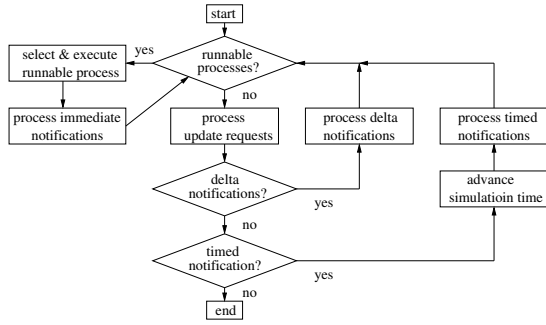 start
yes
select & execute
runnable process
runnable
processes?
no
process immediate
notifications
process
update requests
process delta
notifications
process timed
notifications
delta
notifications?
yes
advance
simulatioin time
no
timed
notification?
yes
no
end